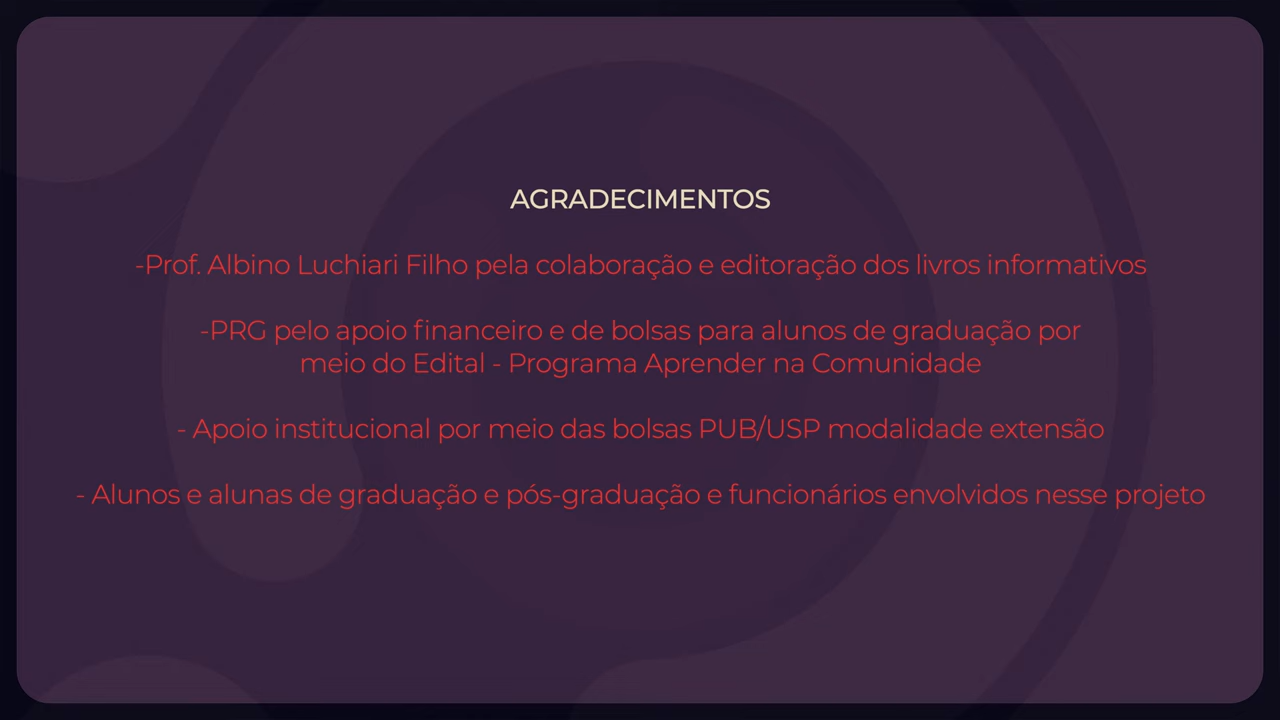 AGRADECIMENTOS
-Prof. Albino Luchiari Filho pela colaboração e editoração dos livros informativos
-PRG pelo apoio financeiro e de bolsas para alunos de graduação por
meio do Edital - Programa Aprender na Comunidade
- Apoio institucional por meio das bolsas PUB/USP modalidade extensão
- Alunos e alunas de graduação e pós-graduação e funcionários envolvidos nesse projeto